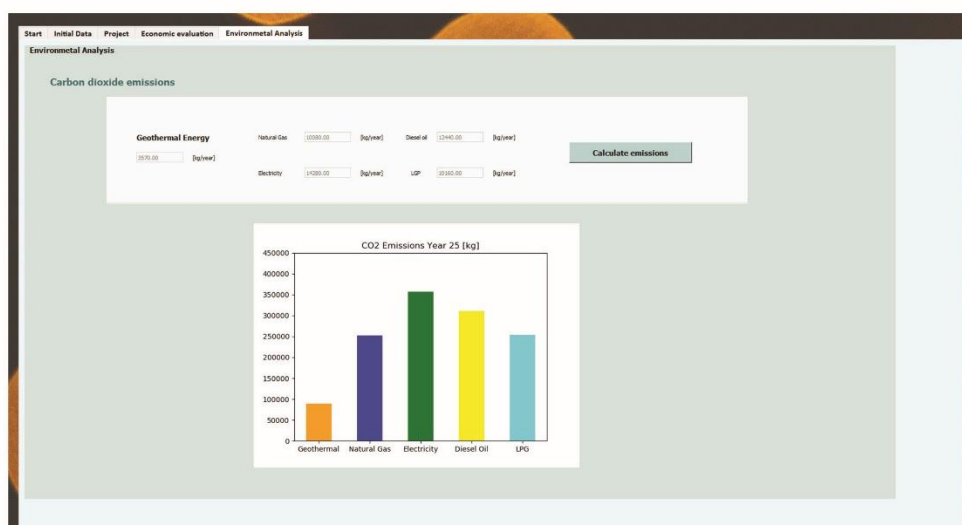 Start Initial Data Project Economic evaluation Environmetal Analysis
Environmetal Analysis
Carbon dioxide emissions
Geothermal Energy
3570.00 [kg/year]
Natural Gas [kg/year] Diesel oil 12440.00 [kg/year]
Electricity 14280.00 [kg/year] LGP 10160.00 [kg/year]
Calculate emissions
CO2 Emissions Year 25 [kg]
450000
400000
350000
300000
250000
200000
150000
100000
50000
0
Geothermal Natural Gas Electricity Diesel Oil LPG